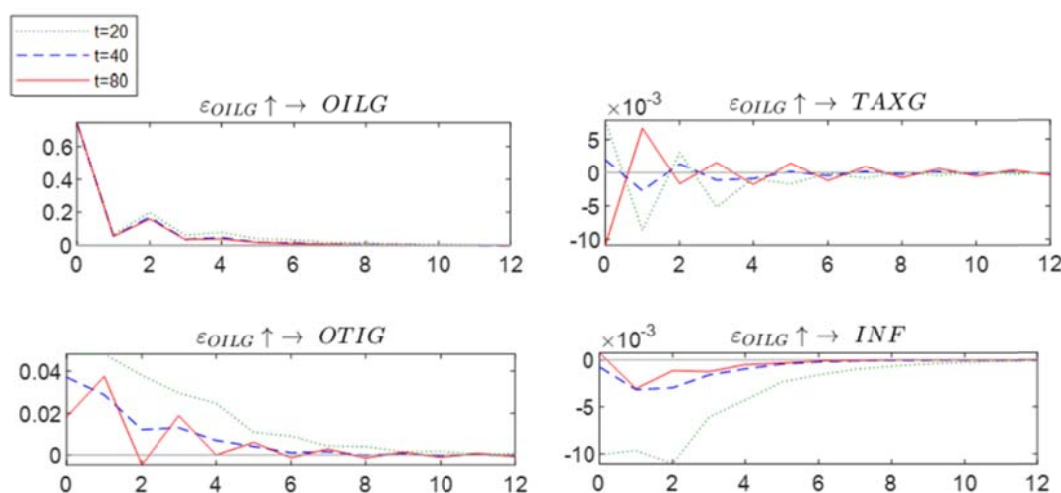 t=20
t=40
t=80
ε_OILG ↑ → OILG
0.6
0.4
0.2
0
0 2 4 6 8 10 12
ε_OILG ↑ → TAXG
×10⁻³
5
0
-5
-10
0 2 4 6 8 10 12
ε_OILG ↑ → OTIG
0.04
0.02
0
0 2 4 6 8 10 12
ε_OILG ↑ → INF
×10⁻³
0
-5
-10
0 2 4 6 8 10 12